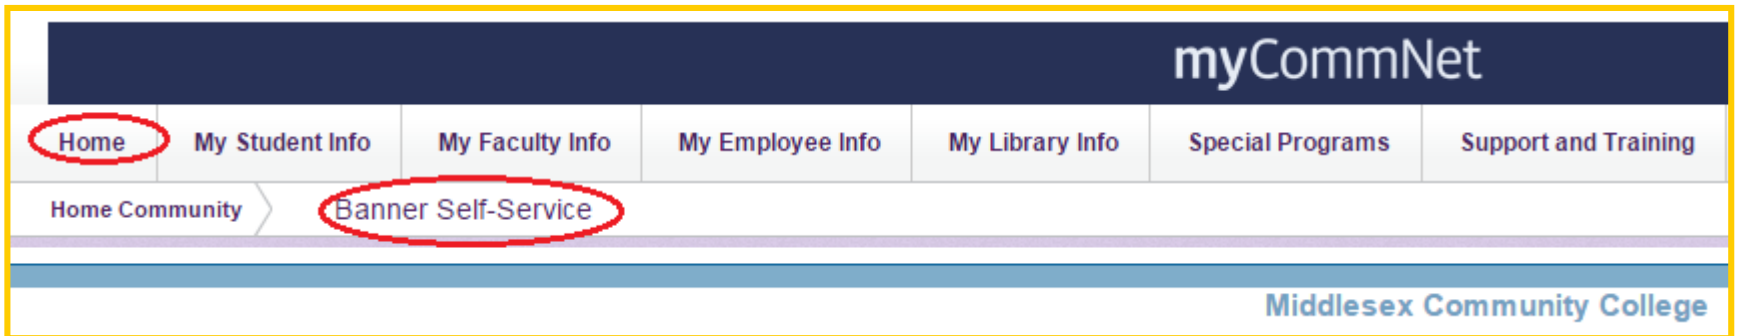 myCommNet
Home My Student Info My Faculty Info My Employee Info My Library Info Special Programs Support and Training
Home Community Banner Self-Service
Middlesex Community College